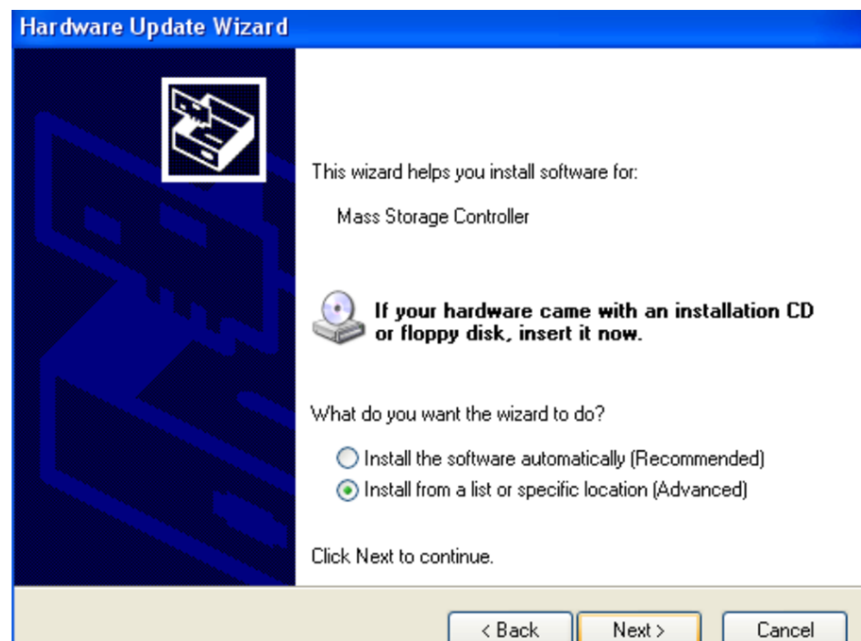 Hardware Update Wizard
This wizard helps you install software for:
Mass Storage Controller
If your hardware came with an installation CD
or floppy disk, insert it now.
What do you want the wizard to do?
Install the software automatically (Recommended)
Install from a list or specific location (Advanced)
Click Next to continue.
< Back Next > Cancel